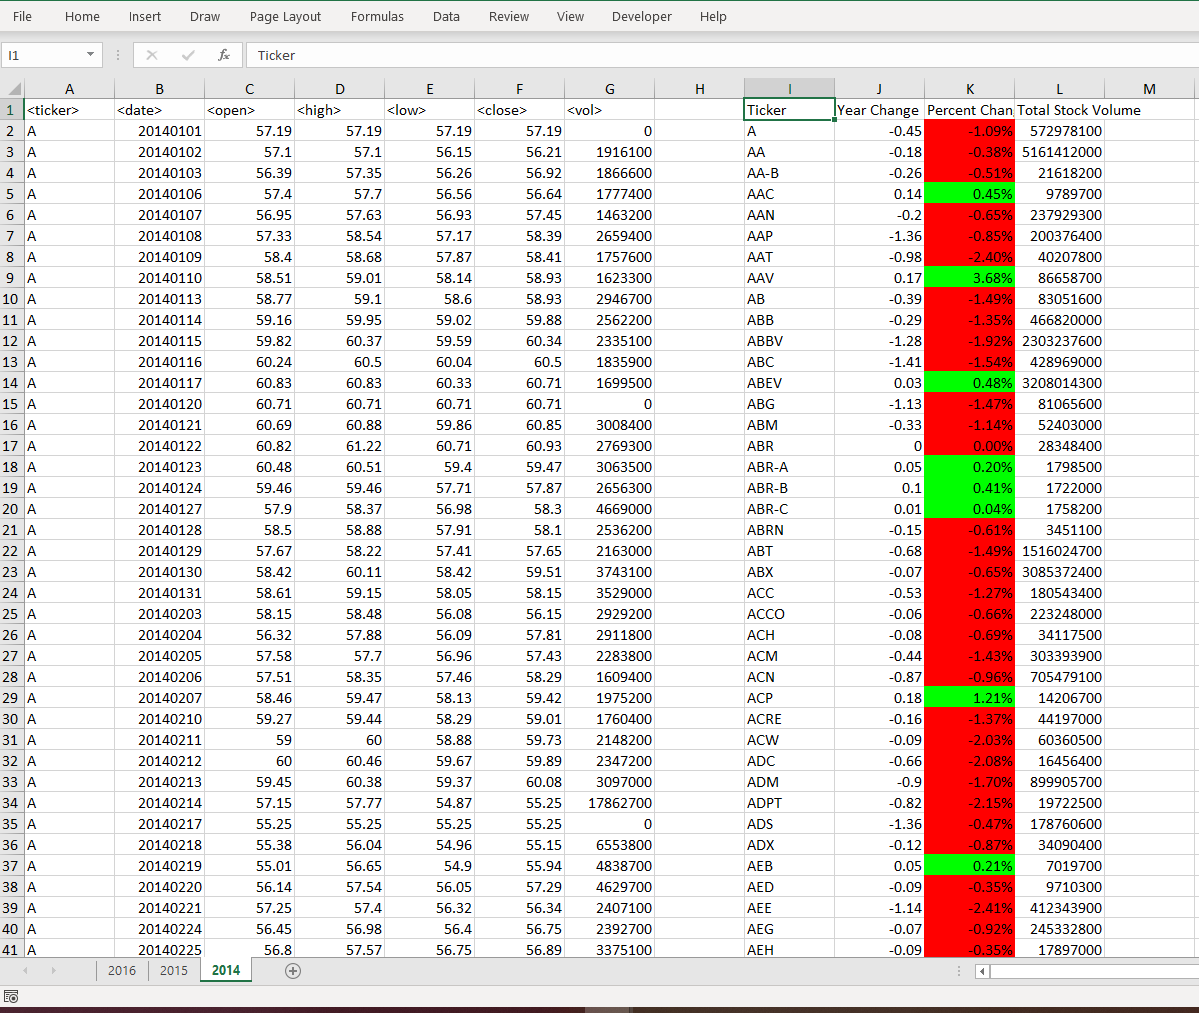 File Home Insert Draw Page Layout Formulas Data Review View Developer Help
I1 fx Ticker
A B C D E F G H I J K L M
1 <ticker> <date> <open> <high> <low> <close> <vol> Ticker Year Change Percent Chan Total Stock Volume
2 A 20140101 57.19 57.19 57.19 57.19 0 A -0.45 -1.09% 572978100
3 A 20140102 57.1 57.1 56.15 56.21 1916100 AA -0.18 -0.38% 5161412000
4 A 20140103 56.39 57.35 56.26 56.92 1866600 AA-B -0.26 -0.51% 21618200
5 A 20140106 57.4 57.7 56.56 56.64 1777400 AAC 0.14 0.45% 9789700
6 A 20140107 56.95 57.63 56.93 57.45 1463200 AAN -0.2 -0.65% 237929300
7 A 20140108 57.33 58.54 57.17 58.39 2659400 AAP -1.36 -0.85% 200376400
8 A 20140109 58.4 58.68 57.87 58.41 1757600 AAT -0.98 -2.40% 40207800
9 A 20140110 58.51 59.01 58.14 58.93 1623300 AAV 0.17 3.68% 86658700
10 A 20140113 58.77 59.1 58.6 58.93 2946700 AB -0.39 -1.49% 83051600
11 A 20140114 59.16 59.95 59.02 59.88 2562200 ABB -0.29 -1.35% 466820000
12 A 20140115 59.82 60.37 59.59 60.34 2335100 ABBV -1.28 -1.92% 2303237600
13 A 20140116 60.24 60.5 60.04 60.5 1835900 ABC -1.41 -1.54% 428969000
14 A 20140117 60.83 60.83 60.33 60.71 1699500 ABEV 0.03 0.48% 3208014300
15 A 20140120 60.71 60.71 60.71 60.71 0 ABG -1.13 -1.47% 81065600
16 A 20140121 60.69 60.88 59.86 60.85 3008400 ABM -0.33 -1.14% 52403000
17 A 20140122 60.82 61.22 60.71 60.93 2769300 ABR 0 0.00% 28348400
18 A 20140123 60.48 60.51 59.4 59.47 3063500 ABR-A 0.05 0.20% 1798500
19 A 20140124 59.46 59.46 57.71 57.87 2656300 ABR-B 0.1 0.41% 1722000
20 A 20140127 57.9 58.37 56.98 58.3 4669000 ABR-C 0.01 0.04% 1758200
21 A 20140128 58.5 58.88 57.91 58.1 2536200 ABRN -0.15 -0.61% 3451100
22 A 20140129 57.67 58.22 57.41 57.65 2163000 ABT -0.68 -1.49% 1516024700
23 A 20140130 58.42 60.11 58.42 59.51 3743100 ABX -0.07 -0.65% 3085372400
24 A 20140131 58.61 59.15 58.05 58.15 3529000 ACC -0.53 -1.27% 180543400
25 A 20140203 58.15 58.48 56.08 56.15 2929200 ACCO -0.06 -0.66% 223248000
26 A 20140204 56.32 57.88 56.09 57.81 2911800 ACH -0.08 -0.69% 34117500
27 A 20140205 57.58 57.7 56.96 57.43 2283800 ACM -0.44 -1.43% 303393900
28 A 20140206 57.51 58.35 57.46 58.29 1609400 ACN -0.87 -0.96% 705479100
29 A 20140207 58.46 59.47 58.13 59.42 1975200 ACP 0.18 1.21% 14206700
30 A 20140210 59.27 59.44 58.29 59.01 1760400 ACRE -0.16 -1.37% 44197000
31 A 20140211 59 60 58.88 59.73 2148200 ACW -0.09 -2.03% 60360500
32 A 20140212 60 60.46 59.67 59.89 2347200 ADC -0.66 -2.08% 16456400
33 A 20140213 59.45 60.38 59.37 60.08 3097000 ADM -0.9 -1.70% 899905700
34 A 20140214 57.15 57.77 54.87 55.25 17862700 ADPT -0.82 -2.15% 19722500
35 A 20140217 55.25 55.25 55.25 55.25 0 ADS -1.36 -0.47% 178760600
36 A 20140218 55.38 56.04 54.96 55.15 6553800 ADX -0.12 -0.87% 34090400
37 A 20140219 55.01 56.65 54.9 55.94 4838700 AEB 0.05 0.21% 7019700
38 A 20140220 56.14 57.54 56.05 57.29 4629700 AED -0.09 -0.35% 9710300
39 A 20140221 57.25 57.4 56.32 56.34 2407100 AEE -1.14 -2.41% 412343900
40 A 20140224 56.45 56.98 56.4 56.75 2392700 AEG -0.07 -0.92% 245332800
41 A 20140225 56.8 57.57 56.75 56.89 3375100 AEH -0.09 -0.35% 17897000
2016 2015 2014